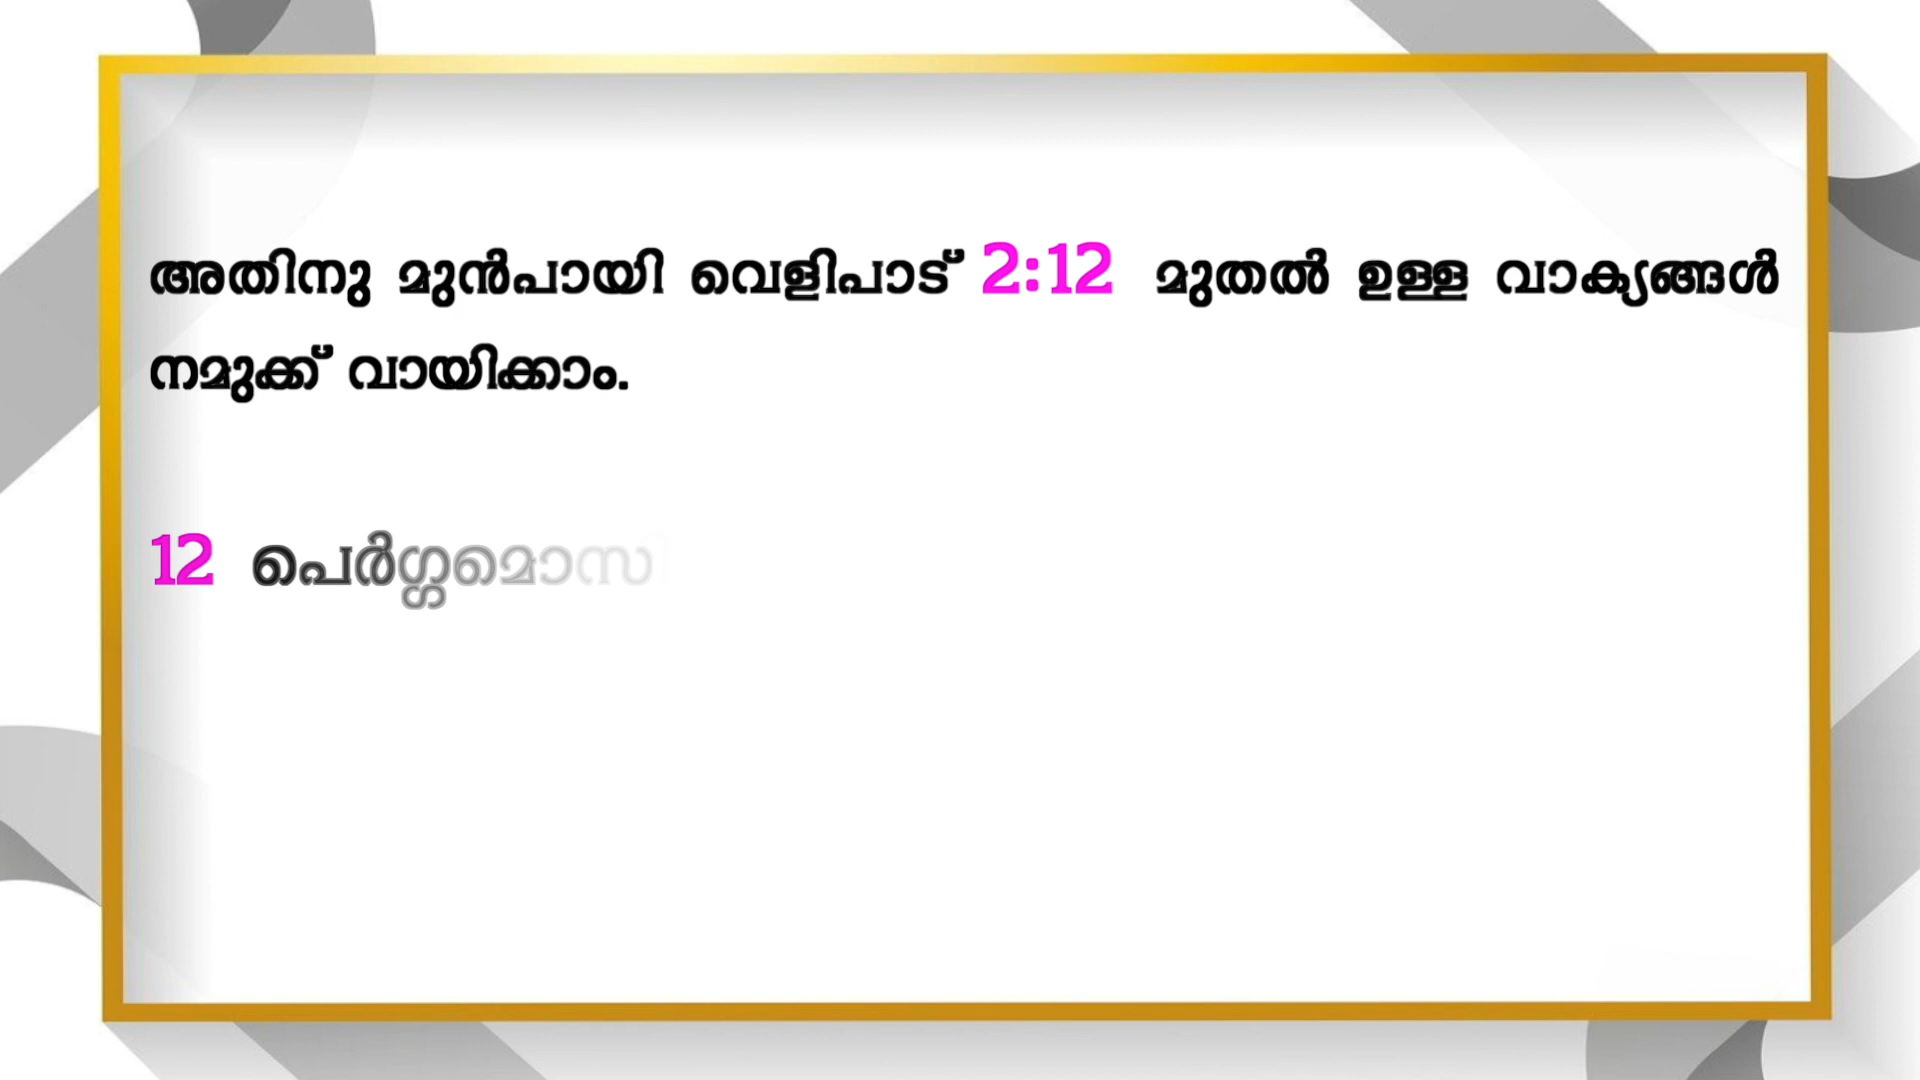 അതിനു മുൻപായി വെളിപാട് 2:12 മുതൽ ഉള്ള വാക്യങ്ങൾ
നമുക്ക് വായിക്കാം.
12 പെർഗ്ഗമൊസി